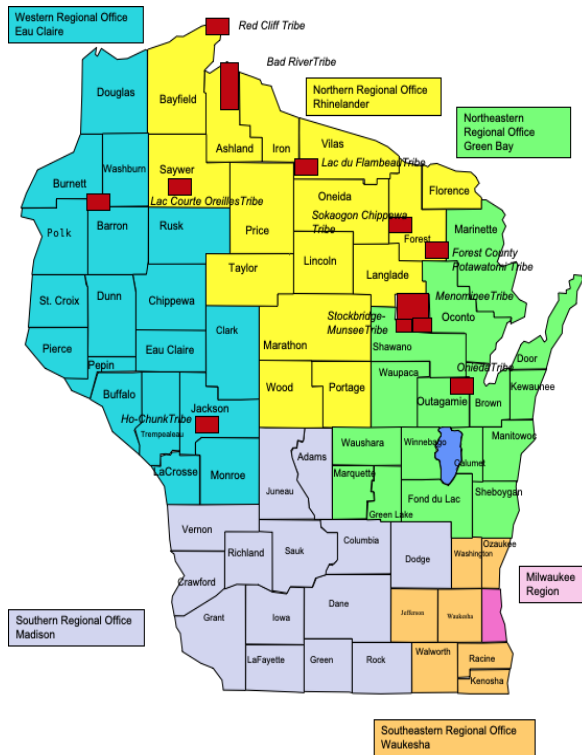 Western Regional Office
Eau Claire
Red Cliff Tribe
Bad RiverTribe
Douglas
Bayfield
Northern Regional Office
Rhinelander
Ashland
Iron
Vilas
Northeastern
Regional Office
Green Bay
Burnett
Washburn
Saywer
Lac du FlambeauTribe
Lac Courte OreillesTribe
Oneida
Florence
Polk
Barron
Rusk
Price
Sokaogon Chippewa
Tribe
Forest
Marinette
Forest County
Potawatomi Tribe
Lincoln
Taylor
Langlade
MenomineeTribe
St. Croix
Dunn
Chippewa
Clark
Stockbridge-
MunseeTribe
Oconto
Pierce
Pepin
Eau Claire
Marathon
Shawano
Door
Buffalo
Wood
Portage
Waupaca
OniedaTribe
Kewaunee
Ho-ChunkTribe
Jackson
Trempealeau
Outagamie
Brown
LaCrosse
Monroe
Adams
Juneau
Waushara
Winnebago
Calumet
Manitowoc
Marquette
Green Lake
Fond du Lac
Sheboygan
Vernon
Richland
Sauk
Columbia
Dodge
Washington
Ozaukee
Crawford
Milwaukee
Region
Southern Regional Office
Madison
Grant
Iowa
Dane
Jefferson
Waukesha
LaFayette
Green
Rock
Walworth
Racine
Kenosha
Southeastern Regional Office
Waukesha